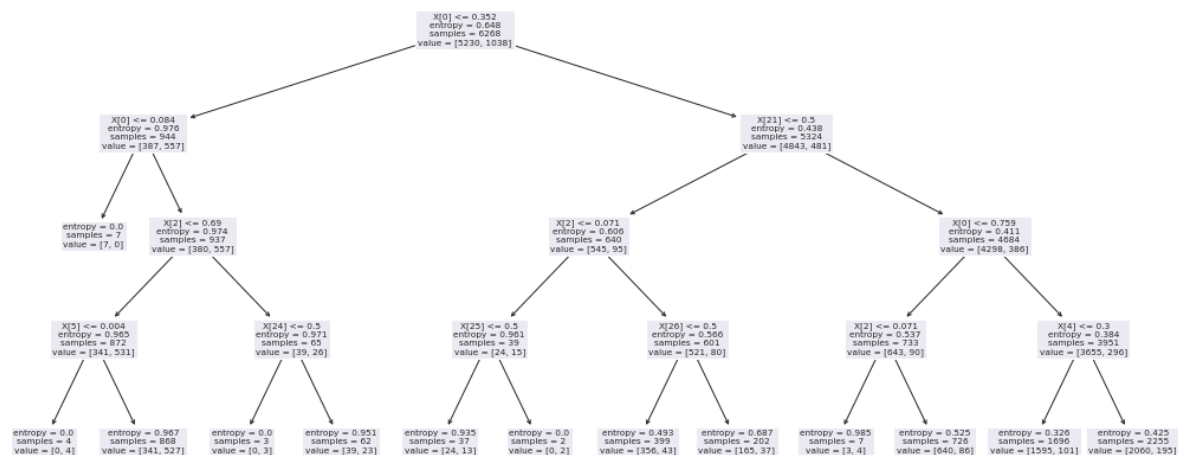 X[0] <= 0.352
entropy = 0.648
samples = 6268
value = [5230, 1038]
X[0] <= 0.084
entropy = 0.976
samples = 944
value = [387, 557]
X[21] <= 0.5
entropy = 0.438
samples = 5324
value = [4843, 481]
entropy = 0.0
samples = 7
value = [7, 0]
X[2] <= 0.69
entropy = 0.974
samples = 937
value = [380, 557]
X[2] <= 0.071
entropy = 0.606
samples = 640
value = [545, 95]
X[0] <= 0.759
entropy = 0.411
samples = 4684
value = [4298, 386]
X[5] <= 0.004
entropy = 0.965
samples = 872
value = [341, 531]
X[24] <= 0.5
entropy = 0.971
samples = 65
value = [39, 26]
X[25] <= 0.5
entropy = 0.961
samples = 39
value = [24, 15]
X[26] <= 0.5
entropy = 0.566
samples = 601
value = [521, 80]
X[2] <= 0.071
entropy = 0.537
samples = 733
value = [643, 90]
X[4] <= 0.3
entropy = 0.384
samples = 3951
value = [3655, 296]
entropy = 0.0
samples = 4
value = [0, 4]
entropy = 0.967
samples = 868
value = [341, 527]
entropy = 0.0
samples = 3
value = [0, 3]
entropy = 0.951
samples = 62
value = [39, 23]
entropy = 0.935
samples = 37
value = [24, 13]
entropy = 0.0
samples = 2
value = [0, 2]
entropy = 0.493
samples = 399
value = [356, 43]
entropy = 0.687
samples = 202
value = [165, 37]
entropy = 0.985
samples = 7
value = [3, 4]
entropy = 0.525
samples = 726
value = [640, 86]
entropy = 0.326
samples = 1696
value = [1595, 101]
entropy = 0.425
samples = 2255
value = [2060, 195]